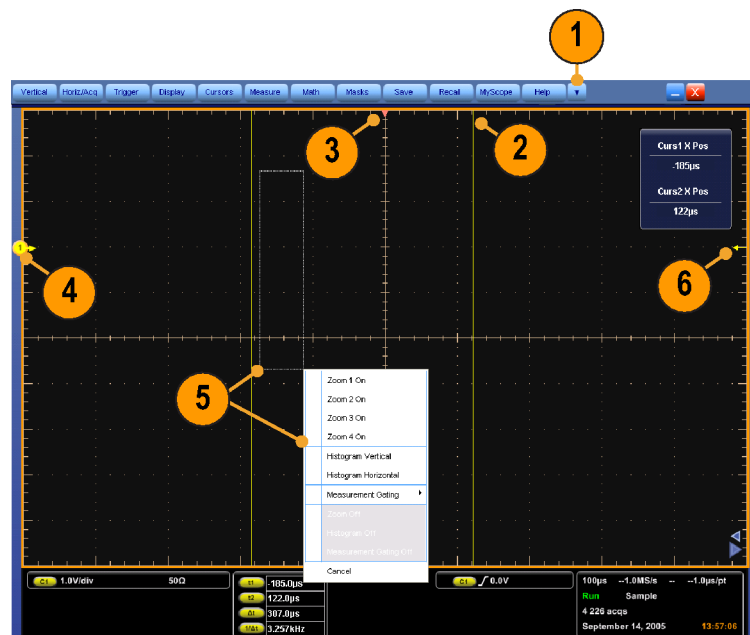 1
Vertical Horiz/Acq Trigger Display Cursors Measure Math Masks Save Recall MyScope Help
X
3
2
Curs1 X Pos
-185µs
Curs2 X Pos
122µs
1
4
6
5
Zoom 1 On
Zoom 2 On
Zoom 3 On
Zoom 4 On
Histogram Vertical
Histogram Horizontal
Measurement Gating
Zoom Off
Histogram Off
Measurement Gating Off
Cancel
C1 1.0V/div 50Ω
t1 -185.0µs
t2 122.0µs
Δt 307.0µs
1/Δt 3.257kHz
C1 0.0V
100µs --1.0MS/s -- --1.0µs/pt
Run Sample
4 226 acqs
September 14, 2005 13:57:06